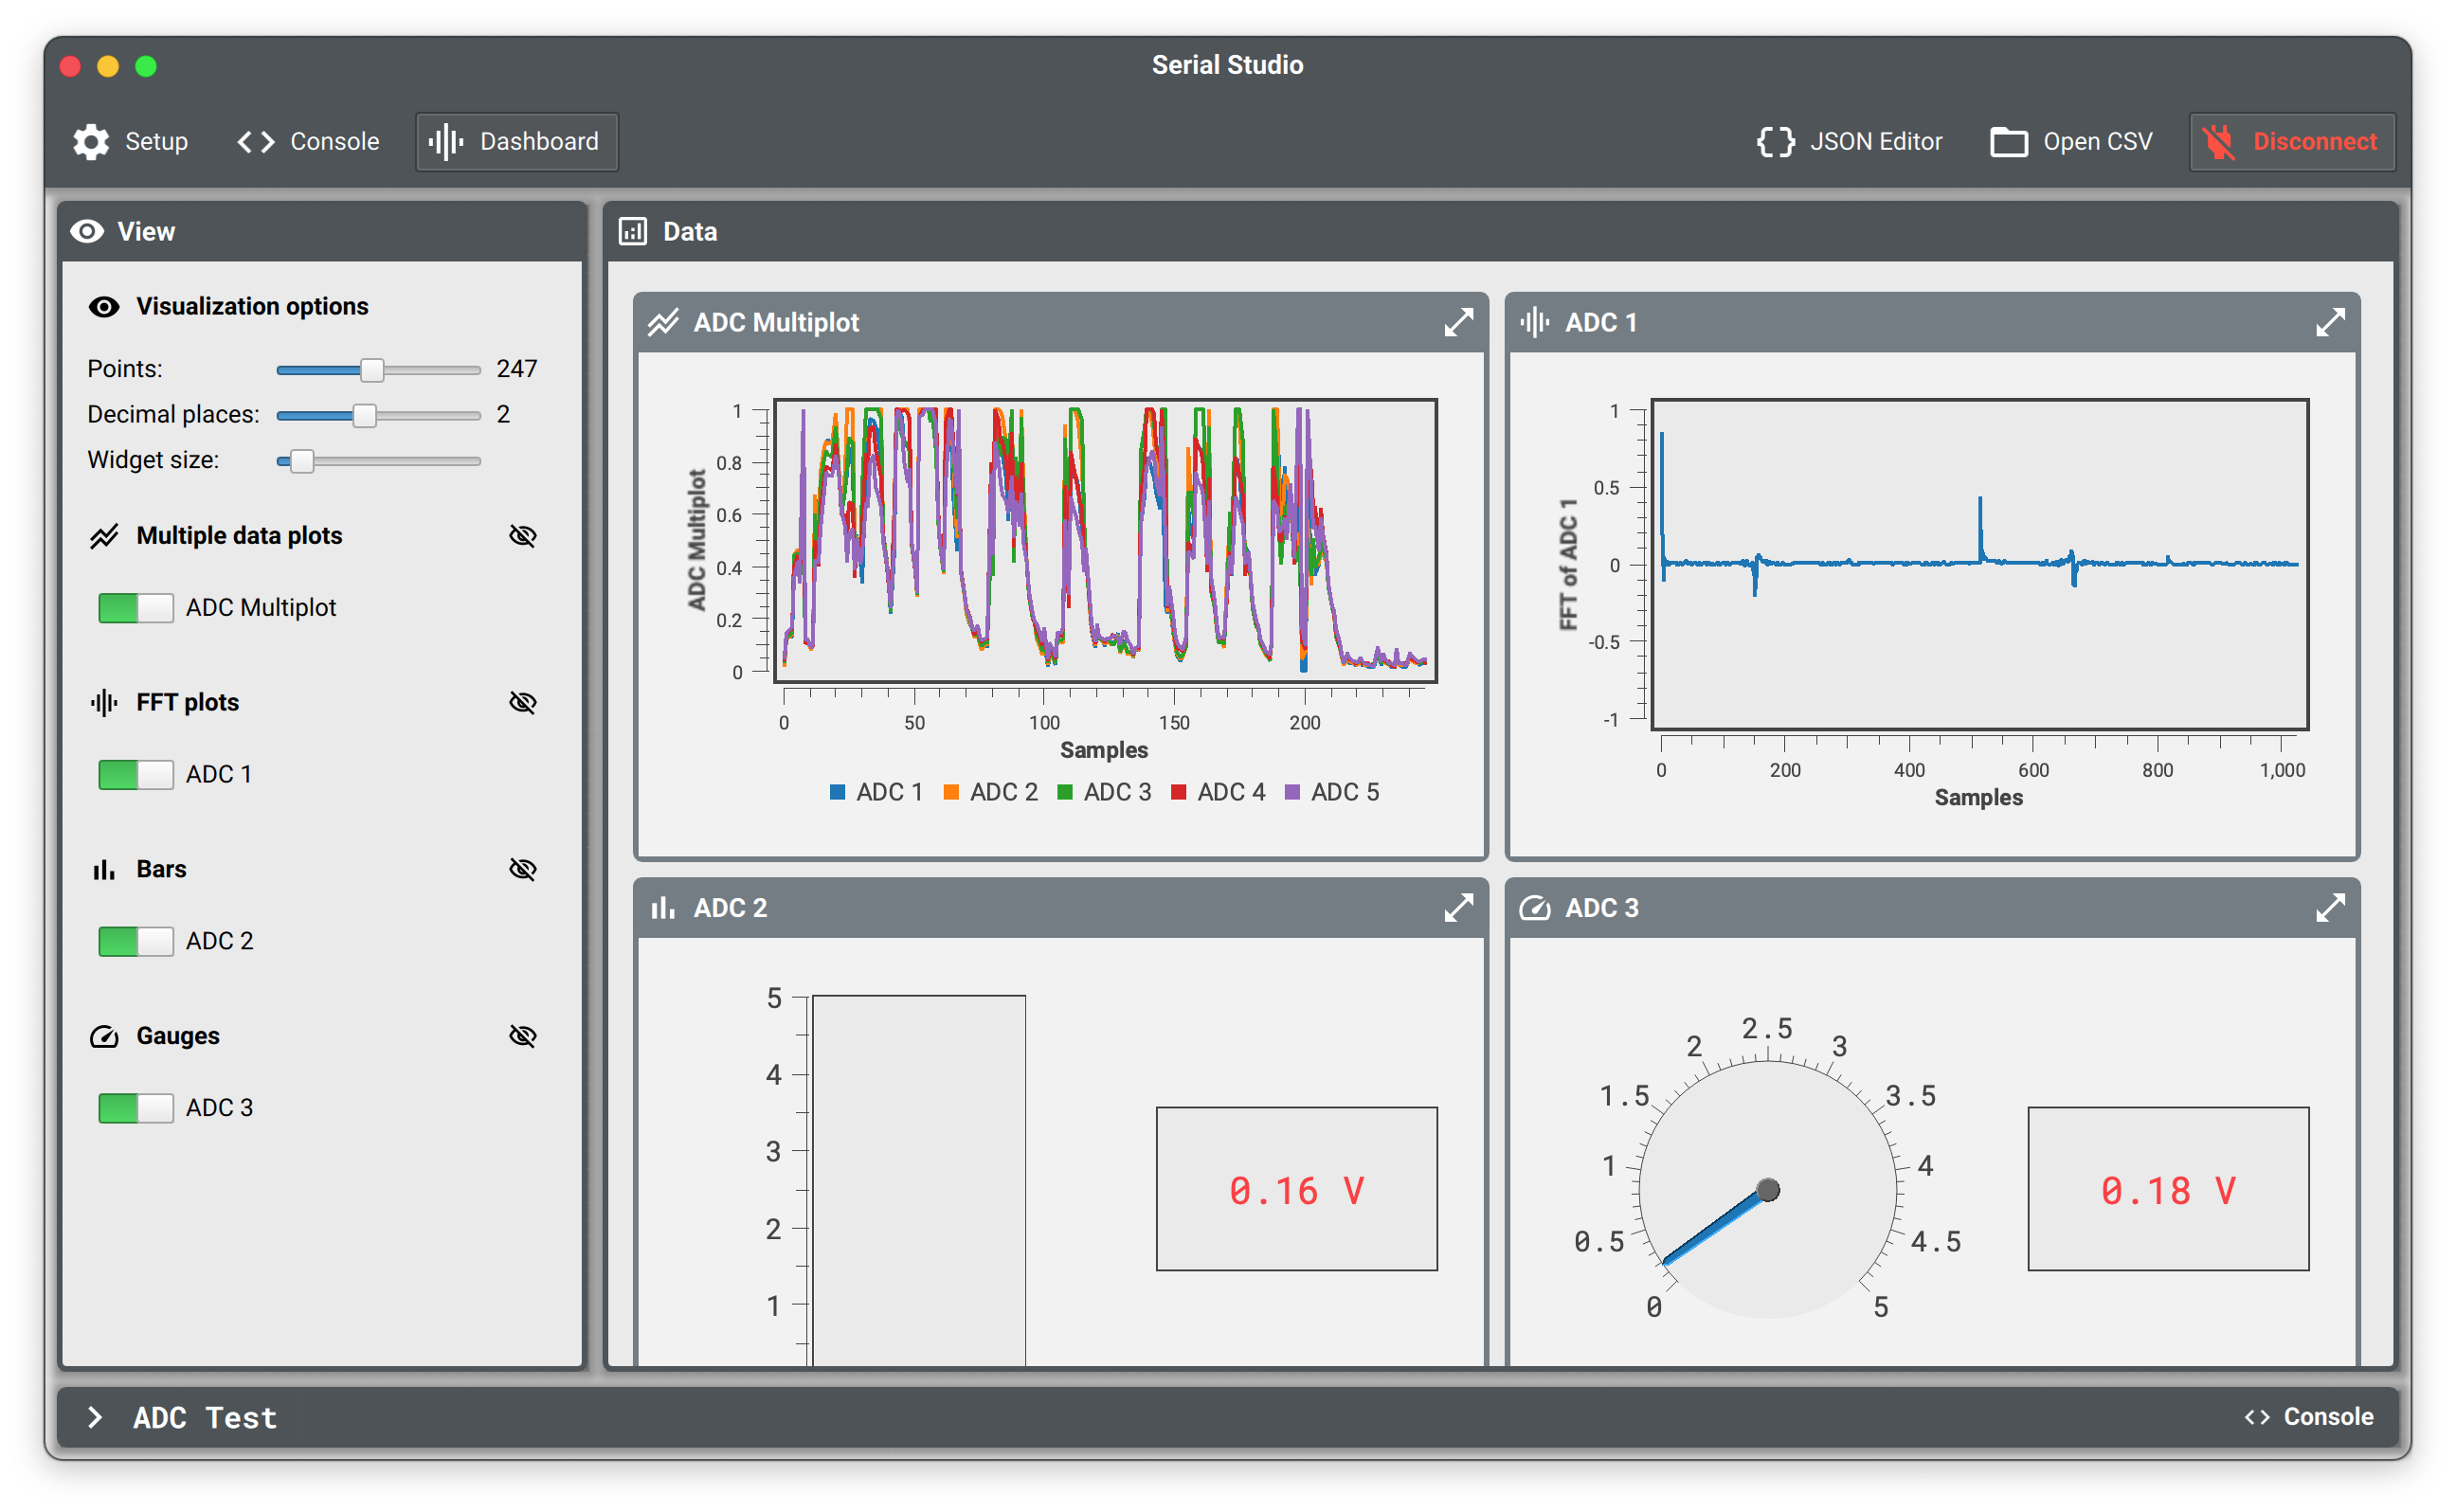 Serial Studio
Setup
Console
Dashboard
JSON Editor
Open CSV
Disconnect
View
Visualization options
Points:
247
Decimal places:
2
Widget size:
Multiple data plots
ADC Multiplot
FFT plots
ADC 1
Bars
ADC 2
Gauges
ADC 3
Data
ADC Multiplot
ADC Multiplot
1
0.8
0.6
0.4
0.2
0
0 50 100 150 200
Samples
ADC 1 ADC 2 ADC 3 ADC 4 ADC 5
ADC 1
FFT of ADC 1
1
0.5
0
-0.5
-1
0 200 400 600 800 1,000
Samples
ADC 2
5
4
3
2
1
0.16 V
ADC 3
0
0.5
1
1.5
2
2.5
3
3.5
4
4.5
5
0.18 V
ADC Test
Console